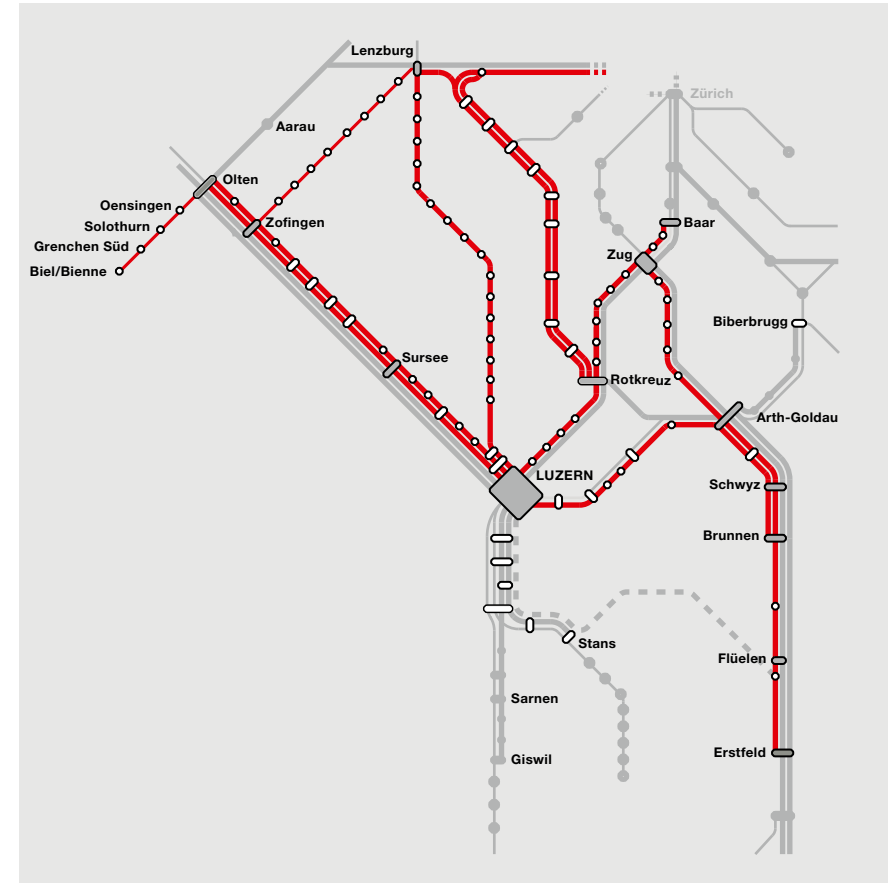 Lenzburg
Zürich
Aarau
Olten
Oensingen
Zofingen
Solothurn
Baar
Grenchen Süd
Zug
Biel/Bienne
Biberbrugg
Sursee
Rotkreuz
Arth-Goldau
LUZERN
Schwyz
Brunnen
Stans
Flüelen
Sarnen
Erstfeld
Giswil